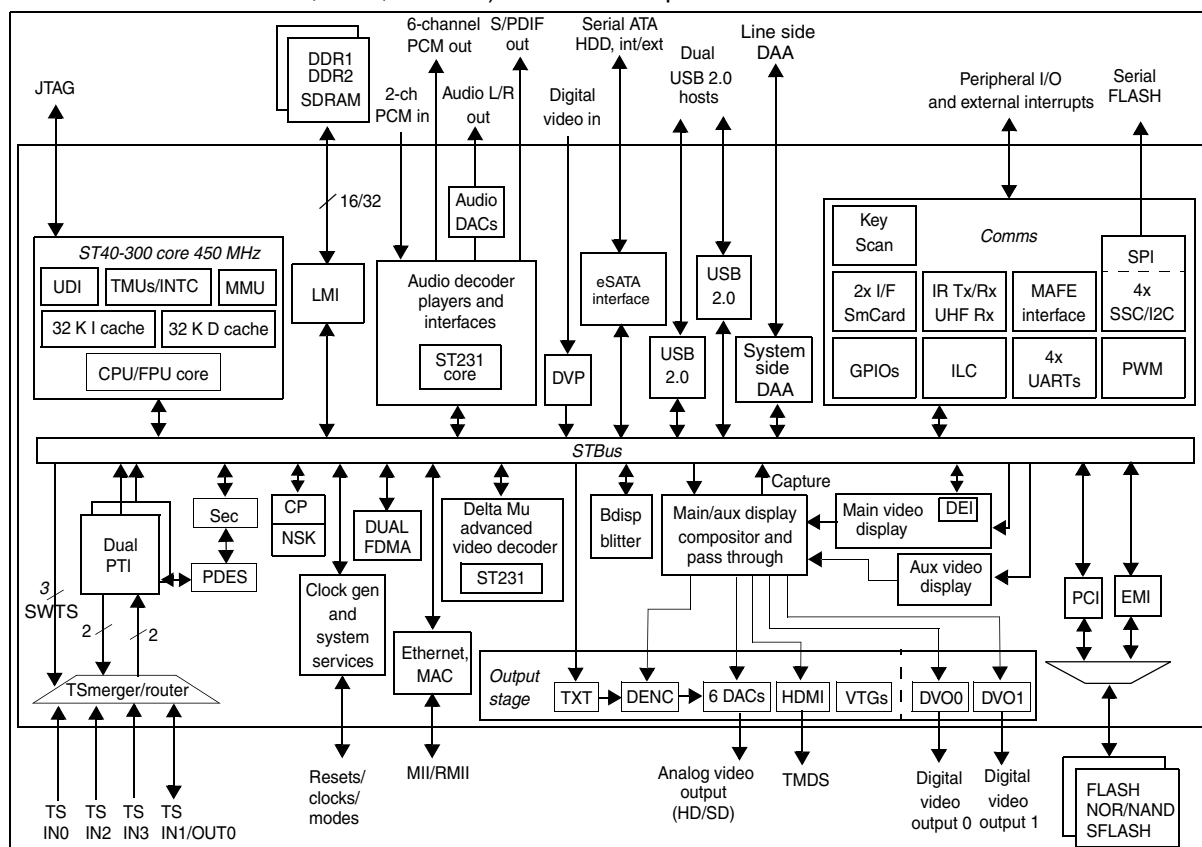 6-channel
PCM out
S/PDIF
out
Serial ATA
HDD, int/ext
Dual
USB 2.0
hosts
Line side
DAA
DDR1
DDR2
SDRAM
JTAG
2-ch
PCM in
Audio L/R
out
Digital
video in
Peripheral I/O
and external interrupts
Serial
FLASH
16/32
Audio
DACs
ST40-300 core 450 MHz
UDI
TMUs/INTC
MMU
32 K I cache
32 K D cache
CPU/FPU core
LMI
Audio decoder
players and
interfaces
ST231
core
DVP
eSATA
interface
USB
2.0
USB
2.0
System
side
DAA
Key
Scan
Comms
SPI
4x
SSC/I2C
2x I/F
SmCard
IR Tx/Rx
UHF Rx
MAFE
interface
GPIOs
ILC
4x
UARTs
PWM
STBus
Dual
PTI
Sec
PDES
CP
NSK
DUAL
FDMA
Delta Mu
advanced
video decoder
ST231
Bdisp
blitter
Capture
Main/aux display
compositor and
pass through
DEI
Main video
display
Aux video
display
PCI
EMI
3
SWTS
2
2
Clock gen
and
system
services
Ethernet,
MAC
TSmerger/router
Output
stage
TXT
DENC
6 DACs
HDMI
VTGs
DVO0
DVO1
TS
IN0
TS
IN2
TS
IN3
TS
IN1/OUT0
Resets/
clocks/
modes
MII/RMII
Analog video
output
(HD/SD)
TMDS
Digital
video
output 0
Digital
video
output 1
FLASH
NOR/NAND
SFLASH